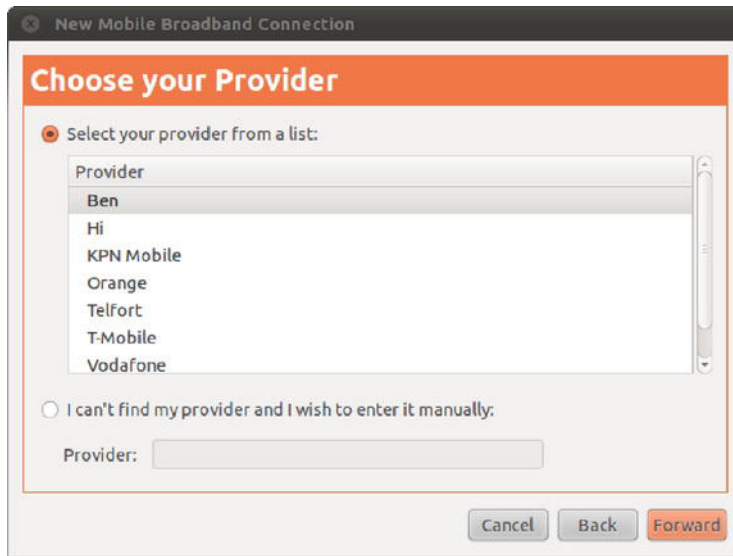 New Mobile Broadband Connection
Choose your Provider
Select your provider from a list:
Provider
Ben
Hi
KPN Mobile
Orange
Telfort
T-Mobile
Vodafone
I can't find my provider and I wish to enter it manually:
Provider:
Cancel Back Forward